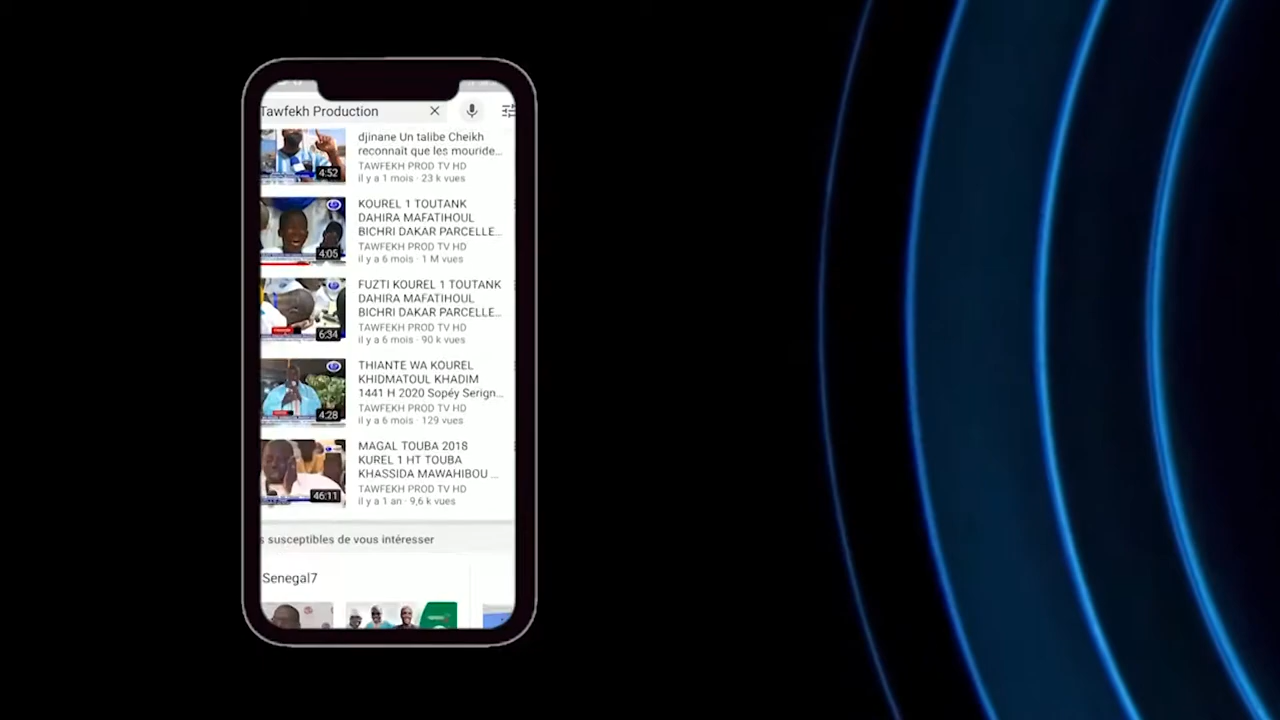 Tawfekh Production
djinane Un talibe Cheikh
reconnait que les mouride...
TAWFEKH PROD TV HD
il y a 1 mois · 23 k vues
4:52
KOUREL 1 TOUTANK
DAHIRA MAFATIHOUL
BICHRI DAKAR PARCELLE...
TAWFEKH PROD TV HD
il y a 6 mois · 1 M vues
4:05
FUZTI KOUREL 1 TOUTANK
DAHIRA MAFATIHOUL
BICHRI DAKAR PARCELLE...
TAWFEKH PROD TV HD
il y a 6 mois · 90 k vues
6:34
THIANTE WA KOUREL
KHIDMATOUL KHADIM
1441 H 2020 Sopéy Serign...
TAWFEKH PROD TV HD
il y a 6 mois · 129 vues
4:28
MAGAL TOUBA 2018
KUREL 1 HT TOUBA
KHASSIDA MAWAHIBOU ...
TAWFEKH PROD TV HD
il y a 1 an · 9,6 k vues
46:11
s susceptibles de vous intéresser
Senegal7